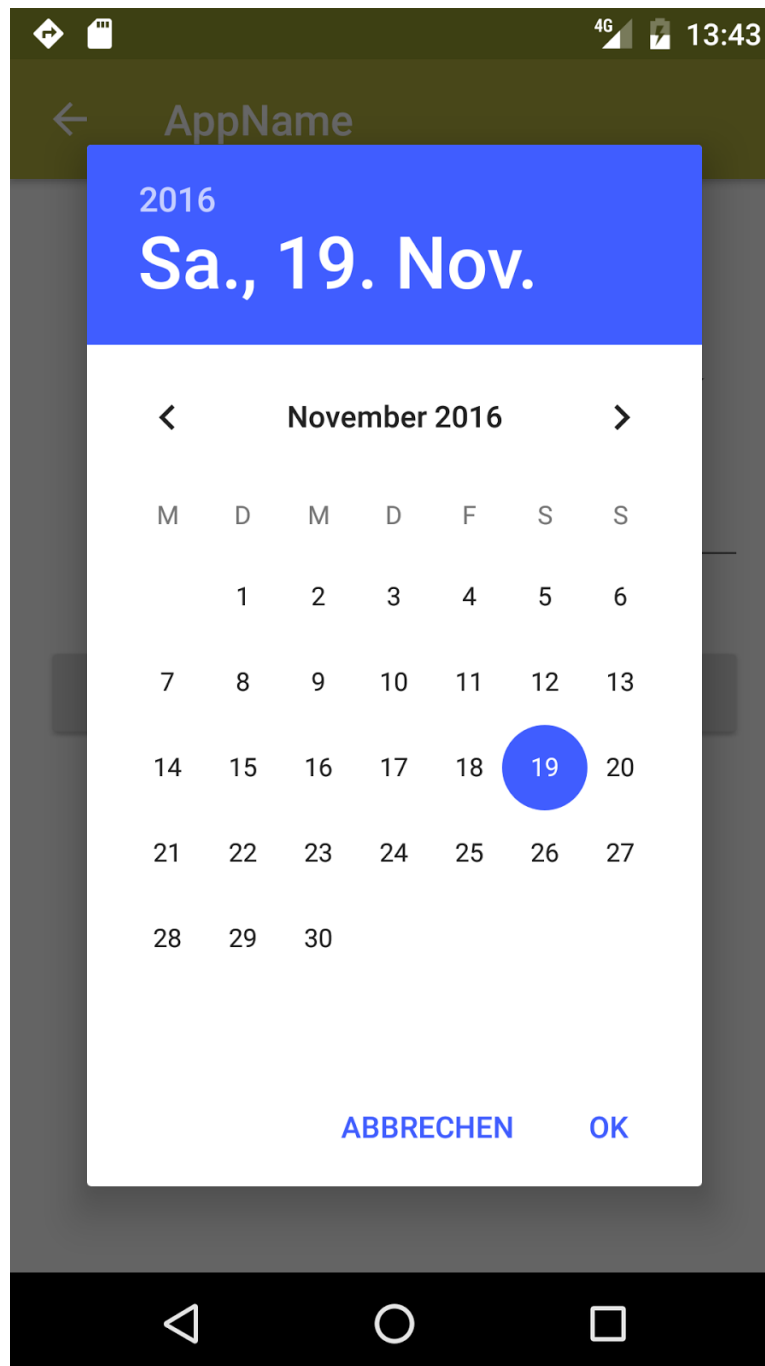 4G 13:43
AppName
2016
Sa., 19. Nov.
November 2016
M D M D F S S
1 2 3 4 5 6
7 8 9 10 11 12 13
14 15 16 17 18 19 20
21 22 23 24 25 26 27
28 29 30
ABBRECHEN OK